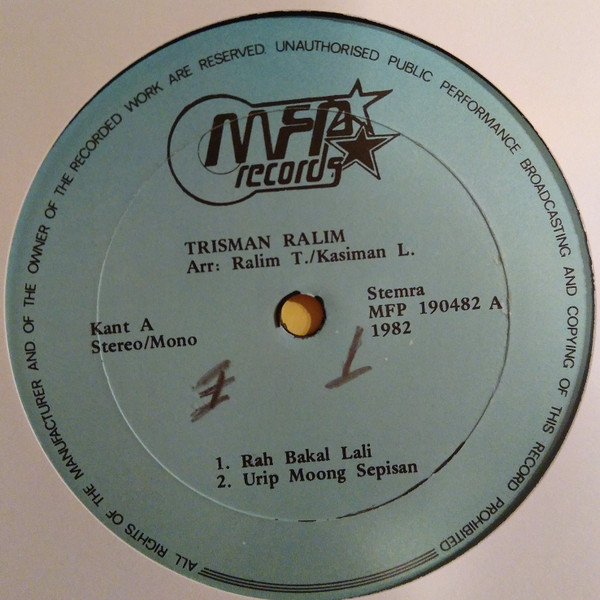 ALL RIGHTS OF THE MANUFACTURER AND OF THE OWNER OF THE RECORDED WORK ARE RESERVED UNAUTHORISED PUBLIC PERFORMANCE BROADCASTING AND COPYING OF THIS RECORD PROHIBITED
MFP
records
TRISMAN RALIM
Arr: Ralim T./Kasiman L.
Kant A
Stereo/Mono
Stemra
MFP 190482 A
1982
1. Rah Bakal Lali
2. Urip Moong Sepisan